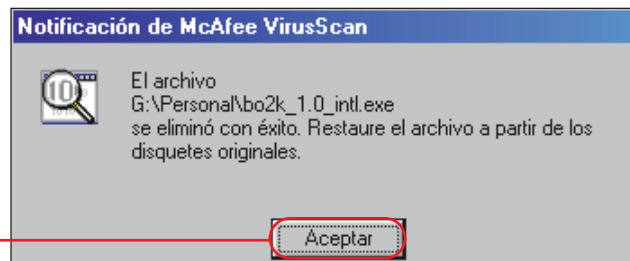 Notificación de McAfee VirusScan
El archivo
G:\Personal\bo2k_1.0_intl.exe
se eliminó con éxito. Restaure el archivo a partir de los
disquetes originales.
Aceptar